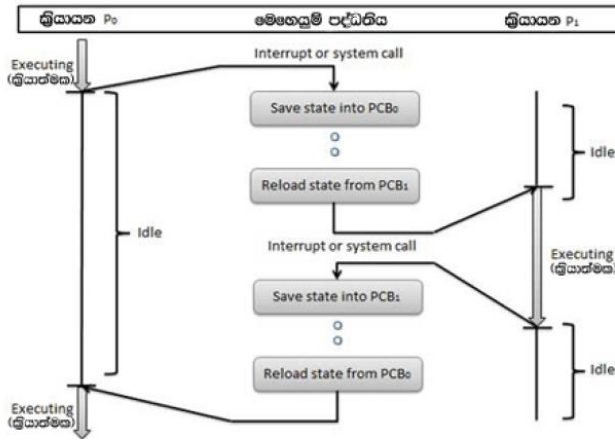 ක්‍රියායන P₀
මෙහෙයුම් පද්ධතිය
ක්‍රියායන P₁
Executing
(ක්‍රියාත්මක)
Interrupt or system call
Save state into PCB₀
Idle
Reload state from PCB₁
Idle
Interrupt or system call
Executing
(ක්‍රියාත්මක)
Save state into PCB₁
Idle
Reload state from PCB₀
Executing
(ක්‍රියාත්මක)